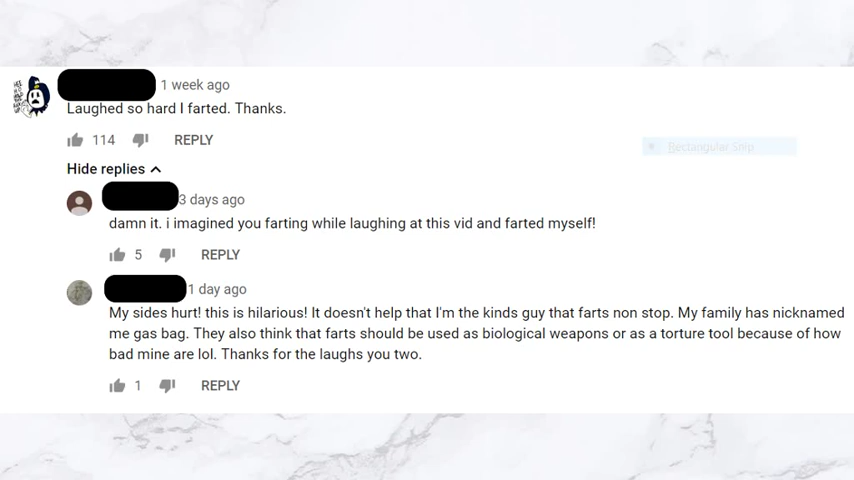 1 week ago
Laughed so hard I farted. Thanks.
114 REPLY
Hide replies
Rectangular Snip
3 days ago
damn it. i imagined you farting while laughing at this vid and farted myself!
5 REPLY
1 day ago
My sides hurt! this is hilarious! It doesn't help that I'm the kinds guy that farts non stop. My family has nicknamed
me gas bag. They also think that farts should be used as biological weapons or as a torture tool because of how
bad mine are lol. Thanks for the laughs you two.
1 REPLY